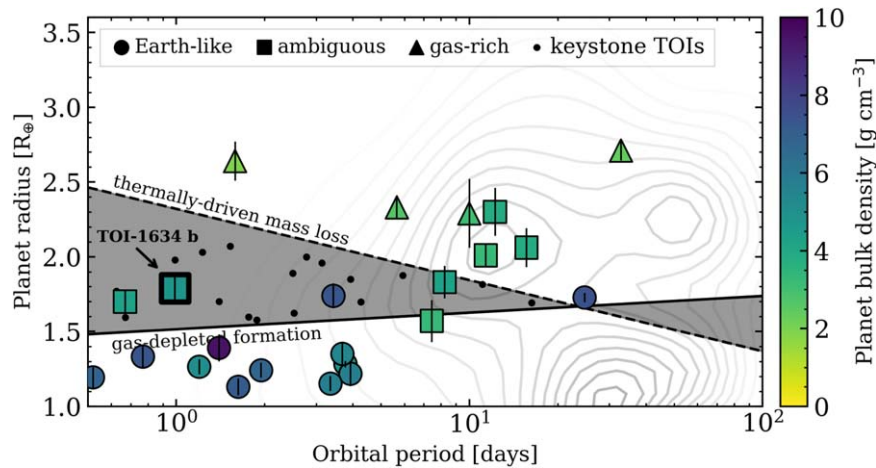 Earth-like ambiguous gas-rich keystone TOIs
thermally-driven mass loss
TOI-1634 b
gas-depleted formation
Planet radius [R⊕]
3.5
3.0
2.5
2.0
1.5
1.0
10⁰
10¹
10²
Orbital period [days]
10
8
6
4
2
0
Planet bulk density [g cm⁻³]